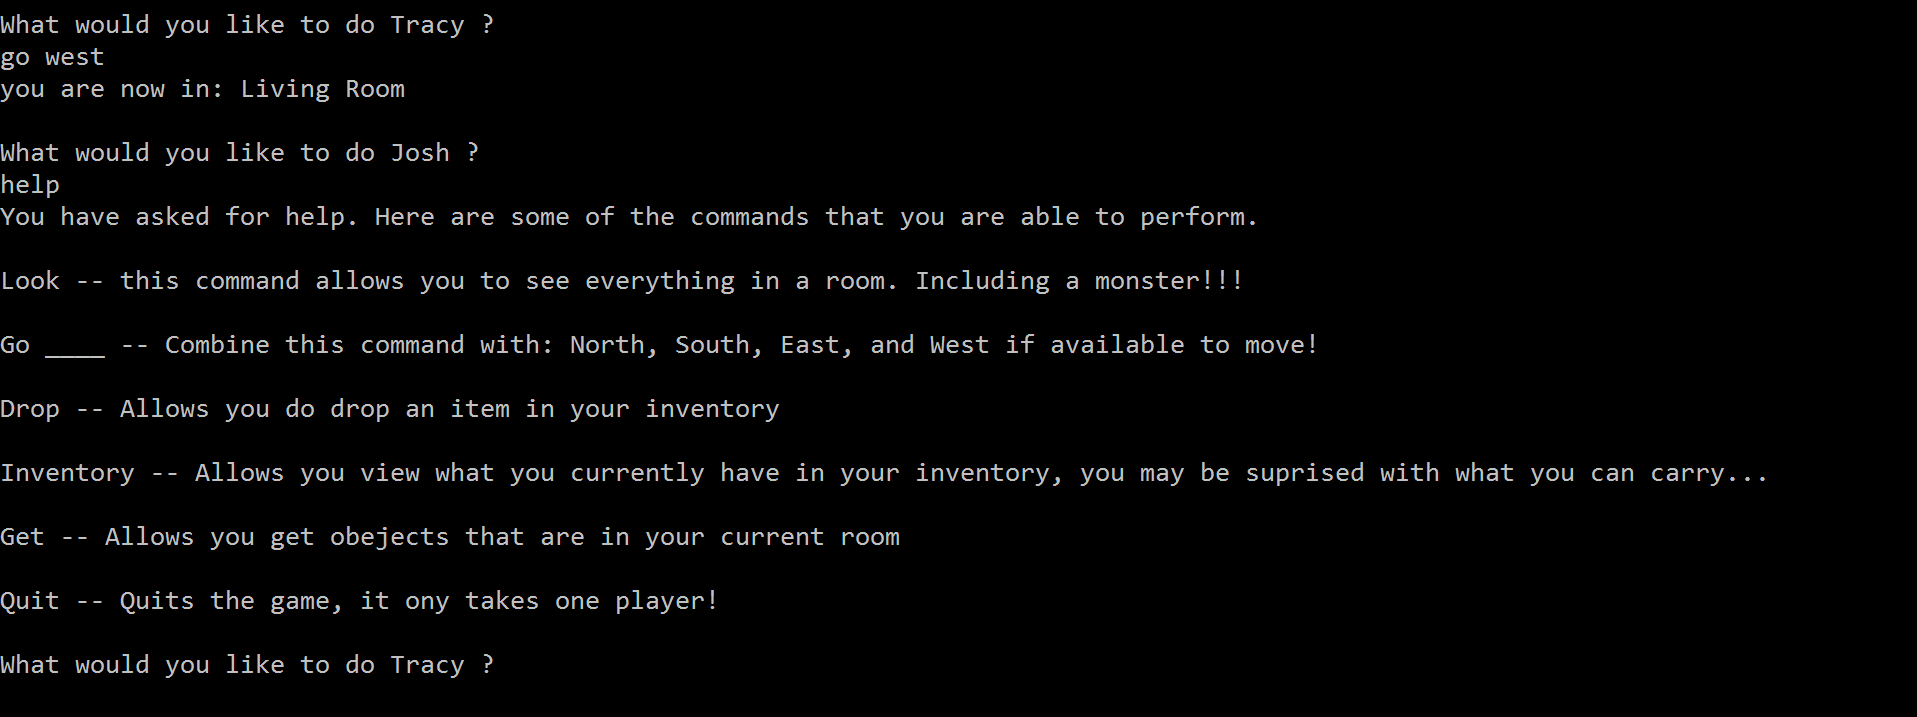 What would you like to do Tracy ?
go west
you are now in: Living Room
What would you like to do Josh ?
help
You have asked for help. Here are some of the commands that you are able to perform.
Look -- this command allows you to see everything in a room. Including a monster!!!
Go ____ -- Combine this command with: North, South, East, and West if available to move!
Drop -- Allows you do drop an item in your inventory
Inventory -- Allows you view what you currently have in your inventory, you may be suprised with what you can carry...
Get -- Allows you get obejects that are in your current room
Quit -- Quits the game, it ony takes one player!
What would you like to do Tracy ?